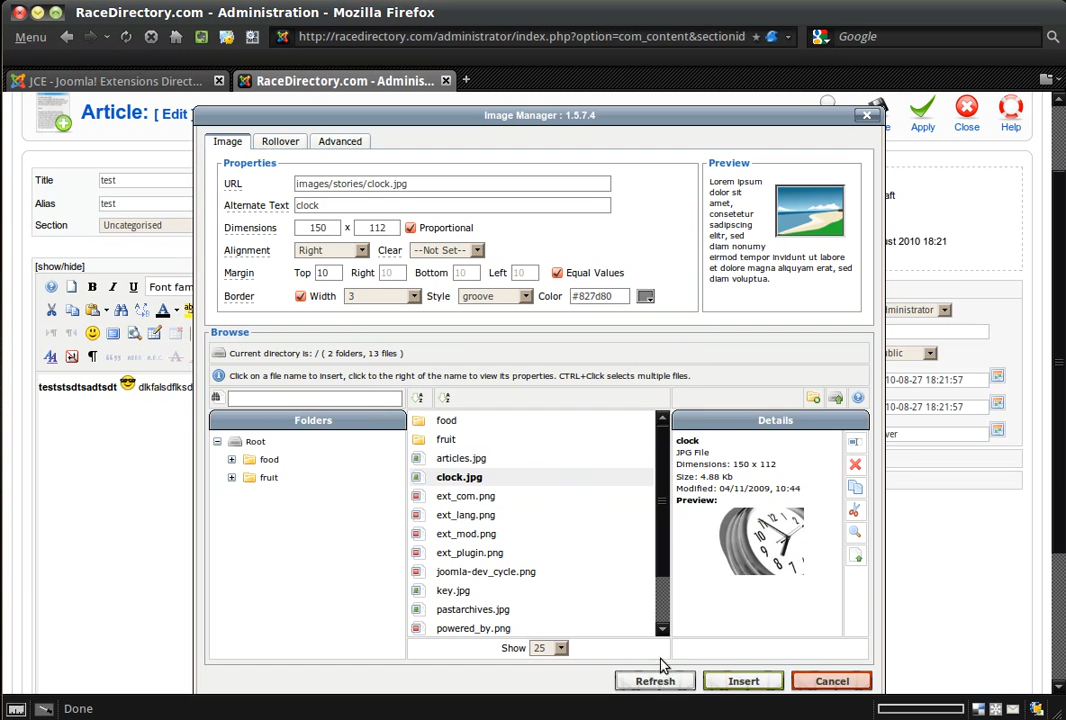 RaceDirectory.com - Administration - Mozilla Firefox
Menu http://racedirectory.com/administrator/index.php?option=com_content&sectionid Google
JCE - Joomla! Extensions Direct... RaceDirectory.com - Adminis...
Article: [ Edit
Apply Close Help
Image Manager : 1.5.7.4
Image Rollover Advanced
Title test
Alias test
Section Uncategorised
[show/hide]
B I U Font fam
teststsdtsadtsdt dlkfalsdflksd
Properties
URL images/stories/clock.jpg
Alternate Text clock
Dimensions 150 x 112 Proportional
Alignment Right Clear --Not Set--
Margin Top 10 Right 10 Bottom 10 Left 10 Equal Values
Border Width 3 Style groove Color #827d80
Preview
Lorem ipsum
dolor sit
amet,
consetetur
sadipscing
elitr, sed
diam nonumy
eirmod tempor invidunt ut labore
et dolore magna aliquyam erat, sed
diam voluptua.
Browse
Current directory is: / ( 2 folders, 13 files )
Click on a file name to insert, click to the right of the name to view its properties. CTRL+Click selects multiple files.
Folders
Root
food
fruit
food
fruit
articles.jpg
clock.jpg
ext_com.png
ext_lang.png
ext_mod.png
ext_plugin.png
joomla-dev_cycle.png
key.jpg
pastarchives.jpg
powered_by.png
Show 25
Details
clock
JPG File
Dimensions: 150 x 112
Size: 4.88 Kb
Modified: 04/11/2009, 10:44
Preview:
Refresh Insert Cancel
aft
ust 2010 18:21
ministrator
ublic
10-08-27 18:21:57
10-08-27 18:21:57
ver
Done